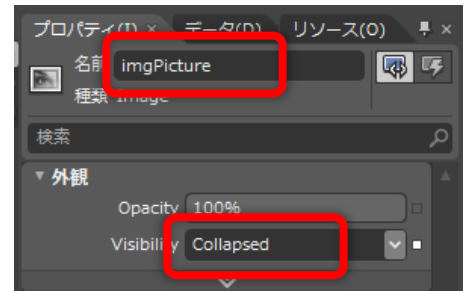 プロパティ(I) × データ(D) リソース(O)
名前 imgPicture
種類 Image
検索
外観
Opacity 100%
Visibility Collapsed